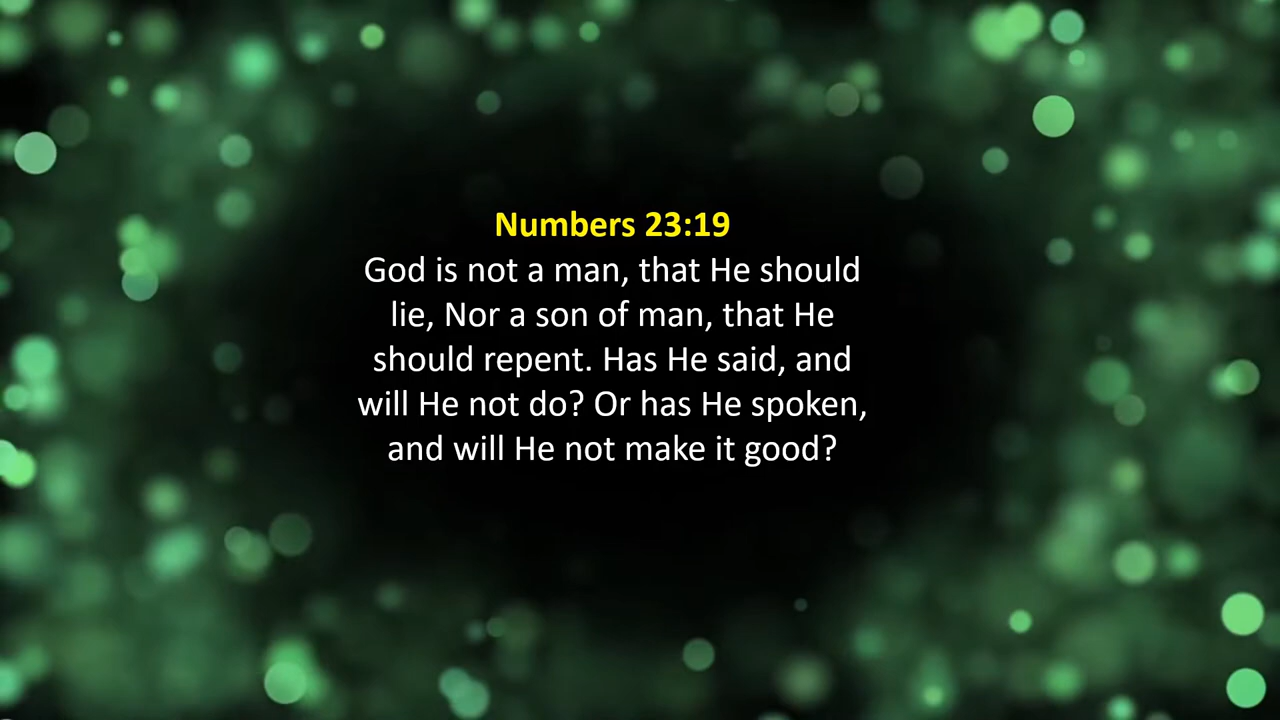 Numbers 23:19
God is not a man, that He should
lie, Nor a son of man, that He
should repent. Has He said, and
will He not do? Or has He spoken,
and will He not make it good?